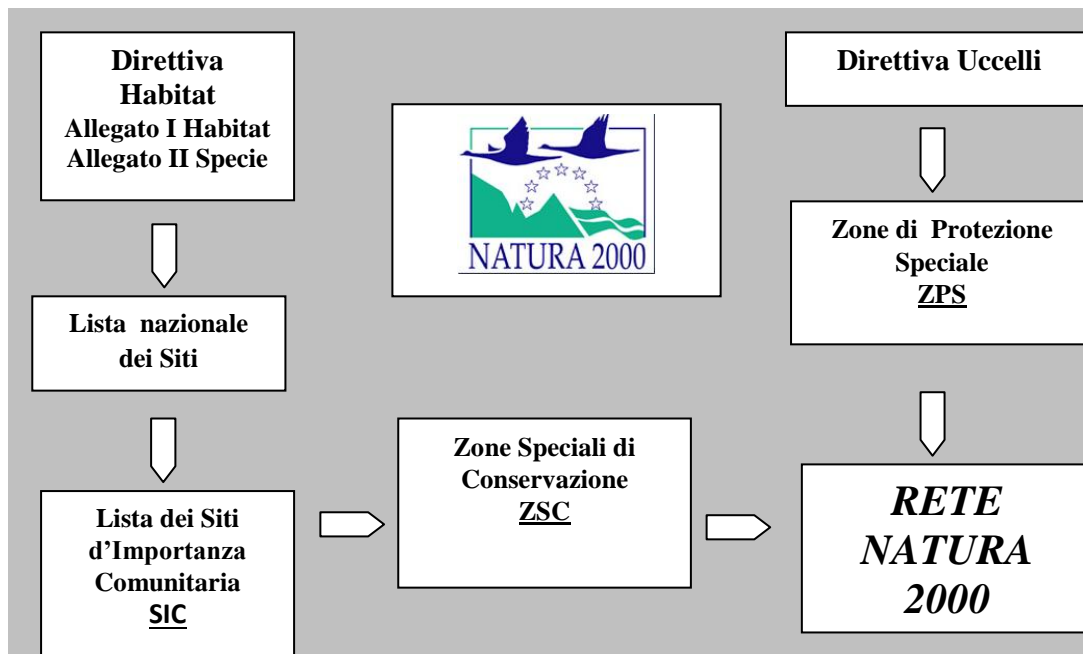 Direttiva
Habitat
Allegato I Habitat
Allegato II Specie
Lista nazionale
dei Siti
Lista dei Siti
d'Importanza
Comunitaria
SIC
NATURA 2000
Zone Speciali di
Conservazione
ZSC
Direttiva Uccelli
Zone di Protezione
Speciale
ZPS
RETE
NATURA
2000